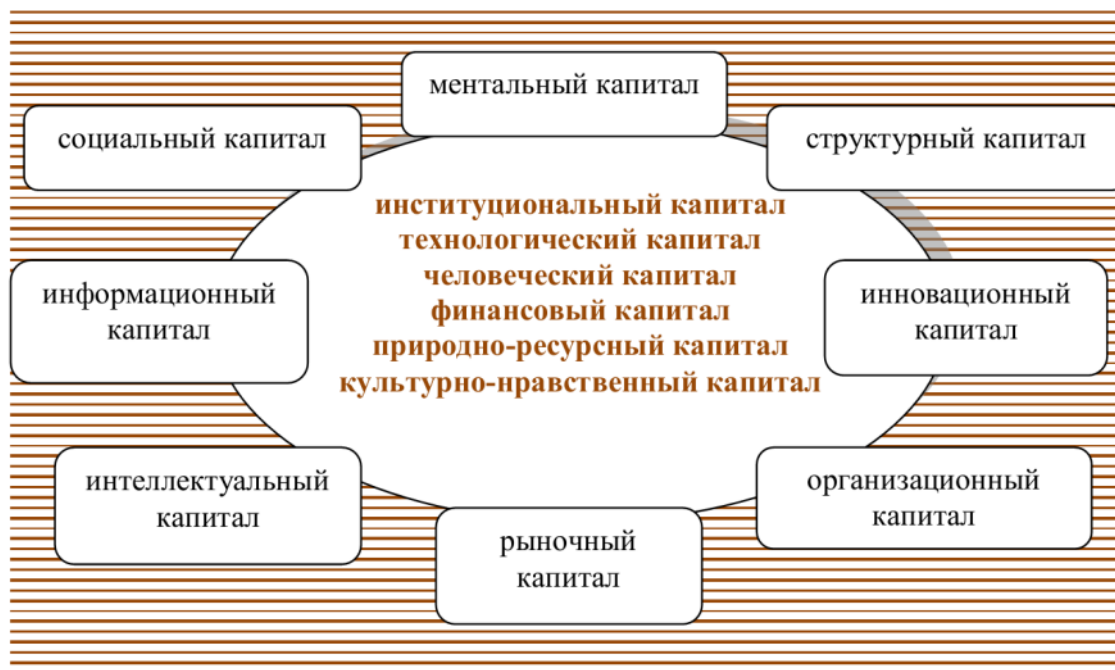 ментальный капитал
социальный капитал
структурный капитал
институциональный капитал
технологический капитал
человеческий капитал
финансовый капитал
природно-ресурсный капитал
культурно-нравственный капитал
информационный
капитал
инновационный
капитал
интеллектуальный
капитал
организационный
капитал
рыночный
капитал